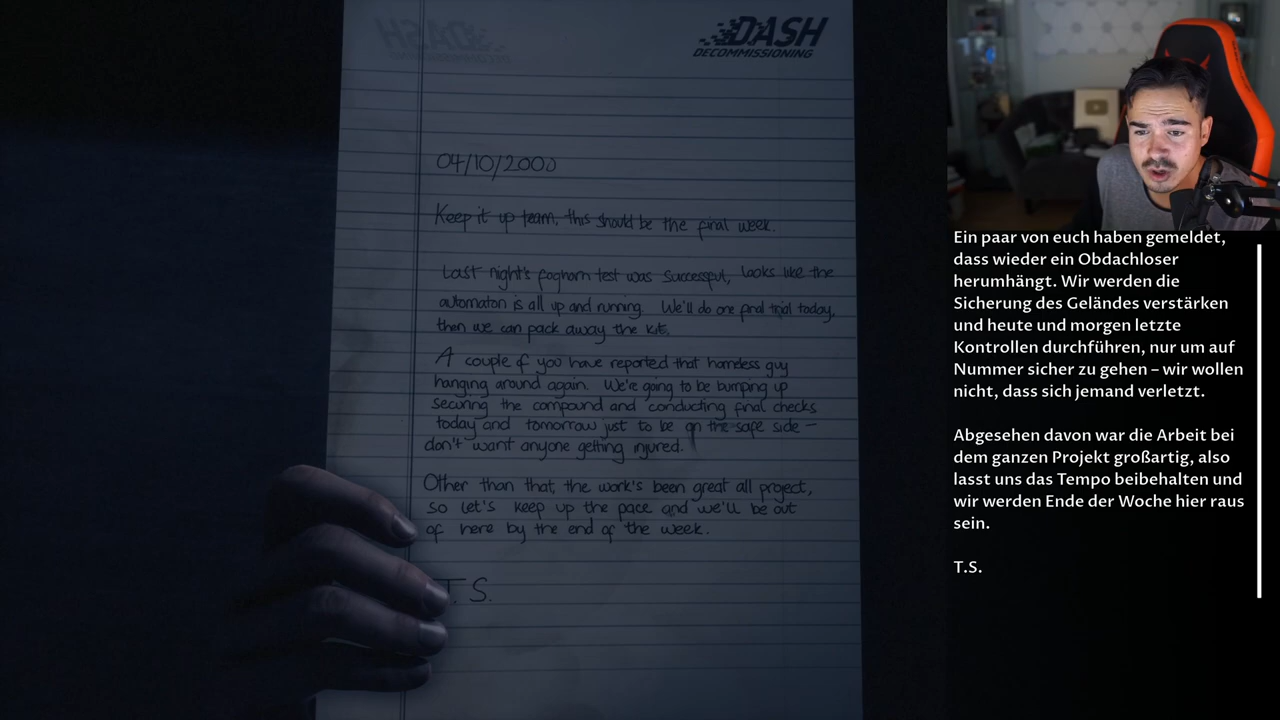 DASH
DECOMMISSIONING
04/10/2000
Keep it up team, this should be the final week.
Last night's foghorn test was successful, looks like the
automaton is all up and running. We'll do one final trial today,
then we can pack away the kits.
A couple of you have reported that homeless guy
hanging around again. We're going to be bumping up
securing the compound and conducting final checks
today and tomorrow just to be on the safe side —
don't want anyone getting injured.
Other than that, the work's been great all project,
so let's keep up the pace and we'll be out
of here by the end of the week.
T.S.
Ein paar von euch haben gemeldet,
dass wieder ein Obdachloser
herumhängt. Wir werden die
Sicherung des Geländes verstärken
und heute und morgen letzte
Kontrollen durchführen, nur um auf
Nummer sicher zu gehen – wir wollen
nicht, dass sich jemand verletzt.
Abgesehen davon war die Arbeit bei
dem ganzen Projekt großartig, also
lasst uns das Tempo beibehalten und
wir werden Ende der Woche hier raus
sein.
T.S.